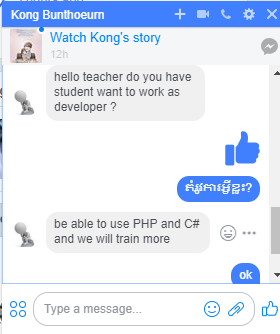 Kong Bunthoeurn
Watch Kong's story
12h
hello teacher do you have
student want to work as
developer ?
តំរូវការអ្វីខ្លះ?
be able to use PHP and C#
and we will train more
ok
Type a message...